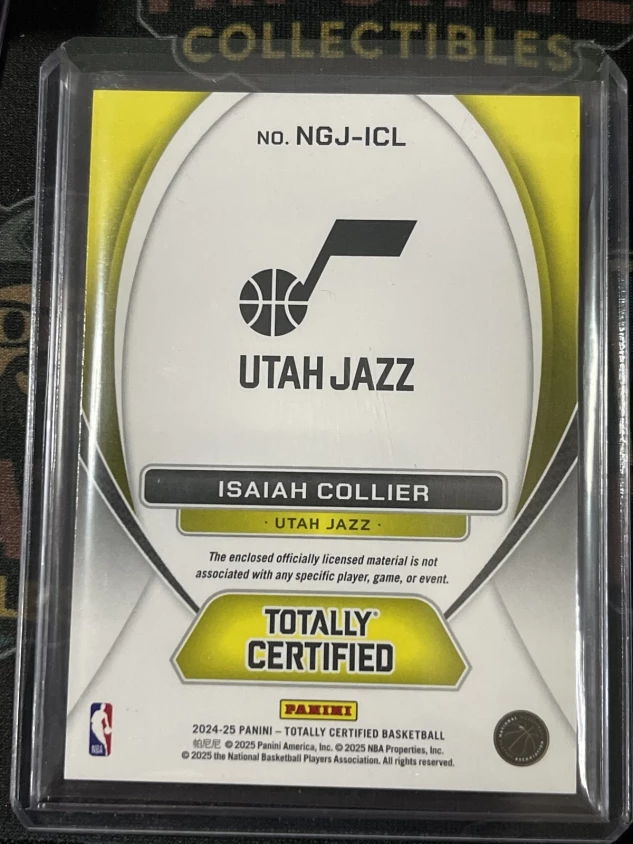 COLLECTIBLES
NO. NGJ-ICL
UTAH JAZZ
ISAIAH COLLIER
· UTAH JAZZ ·
The enclosed officially licensed material is not
associated with any specific player, game, or event.
TOTALLY®
CERTIFIED
PANINI
NBA
2024-25 PANINI – TOTALLY CERTIFIED BASKETBALL
帕尼尼 © 2025 Panini America, Inc. © 2025 NBA Properties, Inc.
© 2025 the National Basketball Players Association. All rights reserved.